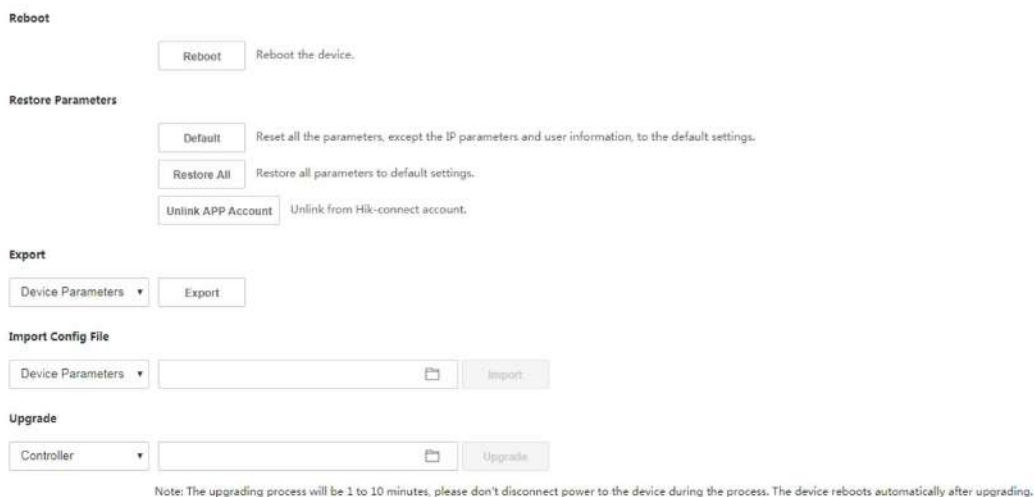 Reboot
Reboot Reboot the device.
Restore Parameters
Default Reset all the parameters, except the IP parameters and user information, to the default settings.
Restore All Restore all parameters to default settings.
Unlink APP Account Unlink from Hik-connect account.
Export
Device Parameters Export
Import Config File
Device Parameters Import
Upgrade
Controller Upgrade
Note: The upgrading process will be 1 to 10 minutes, please don't disconnect power to the device during the process. The device reboots automatically after upgrading.